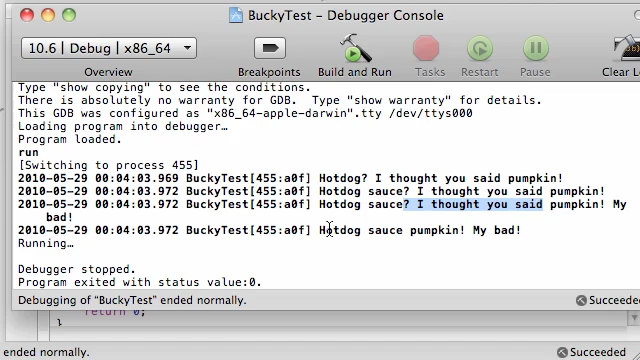 BuckyTest – Debugger Console
10.6 | Debug | x86_64
Overview
Breakpoints
Build and Run
Tasks
Restart
Pause
Clear Lo
Type "show copying" to see the conditions.
There is absolutely no warranty for GDB.  Type "show warranty" for details.
This GDB was configured as "x86_64-apple-darwin".tty /dev/ttys000
Loading program into debugger…
Program loaded.
run
[Switching to process 455]
2010-05-29 00:04:03.969 BuckyTest[455:a0f] Hotdog? I thought you said pumpkin!
2010-05-29 00:04:03.972 BuckyTest[455:a0f] Hotdog sauce? I thought you said pumpkin!
2010-05-29 00:04:03.972 BuckyTest[455:a0f] Hotdog sauce? I thought you said pumpkin! My
bad!
2010-05-29 00:04:03.972 BuckyTest[455:a0f] Hotdog sauce pumpkin! My bad!
Running…
Debugger stopped.
Program exited with status value:0.
Debugging of “BuckyTest” ended normally.
Succeeded
return 0;
}
ended normally.
Succeeded